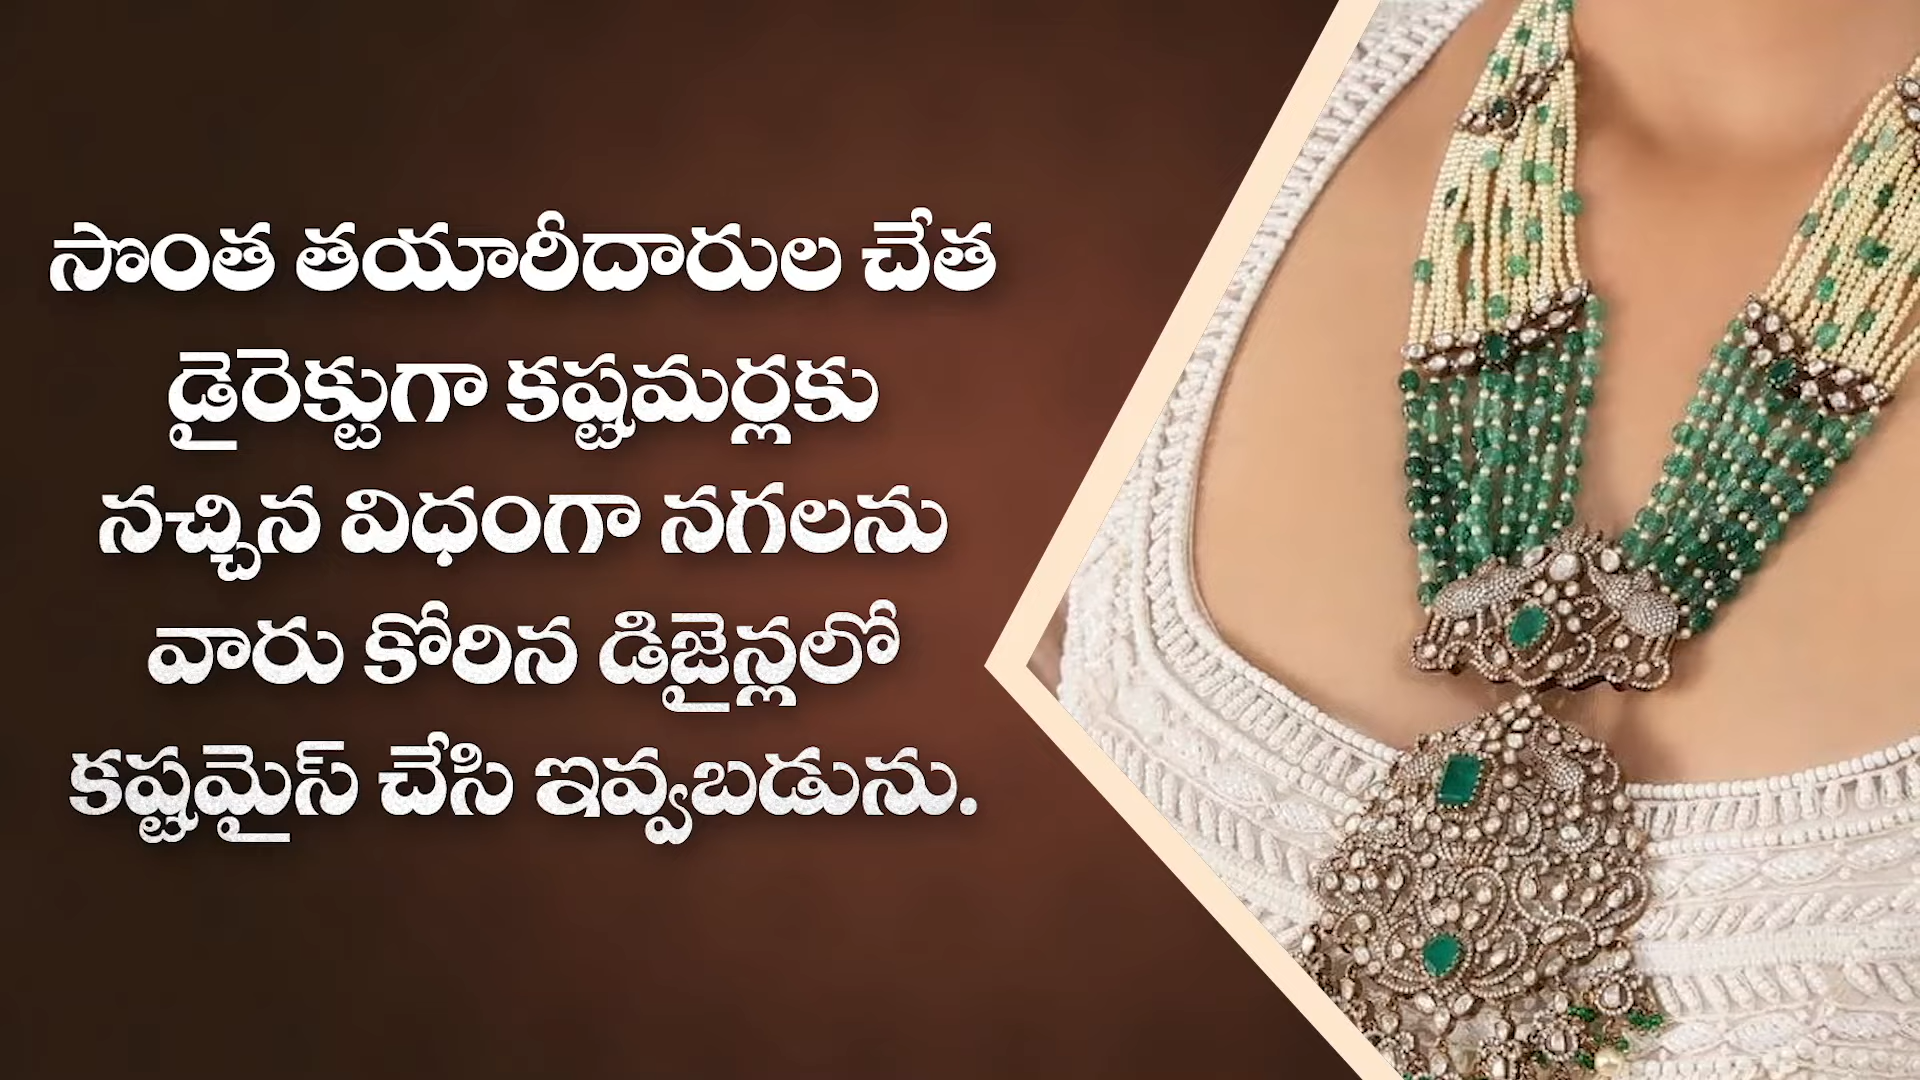 సొంత తయారీదారుల చేత
డైరెక్టుగా కష్టమర్లకు
నచ్చిన విధంగా నగలను
వారు కోరిన డిజైన్లలో
కష్టమైస్ చేసి ఇవ్వబడును.